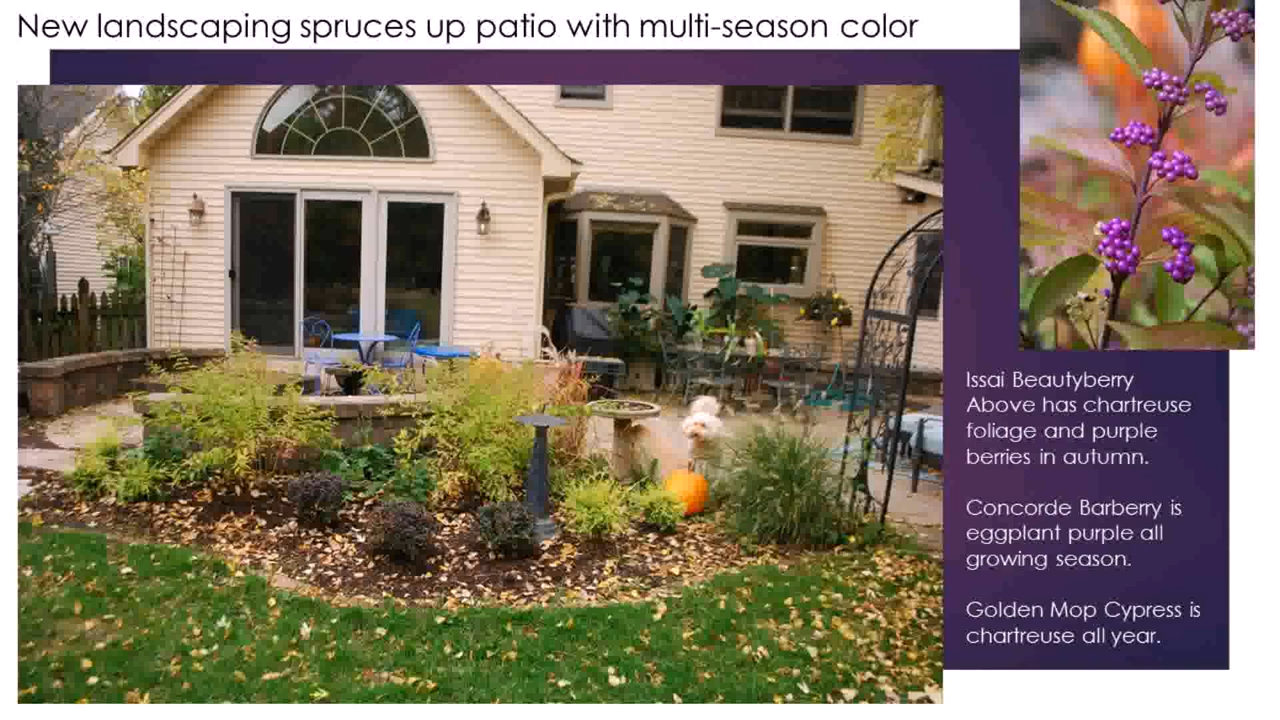 New landscaping spruces up patio with multi-season color
Issai Beautyberry
Above has chartreuse
foliage and purple
berries in autumn.
Concorde Barberry is
eggplant purple all
growing season.
Golden Mop Cypress is
chartreuse all year.